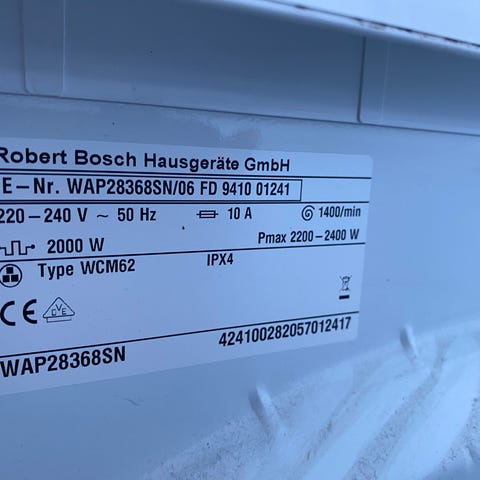 Robert Bosch Hausgeräte GmbH
E-Nr. WAP28368SN/06 FD 9410 01241
220-240 V ~ 50 Hz 10 A 1400/min
2000 W Pmax 2200-2400 W
Type WCM62 IPX4
CE DVE
WAP28368SN 424100282057012417